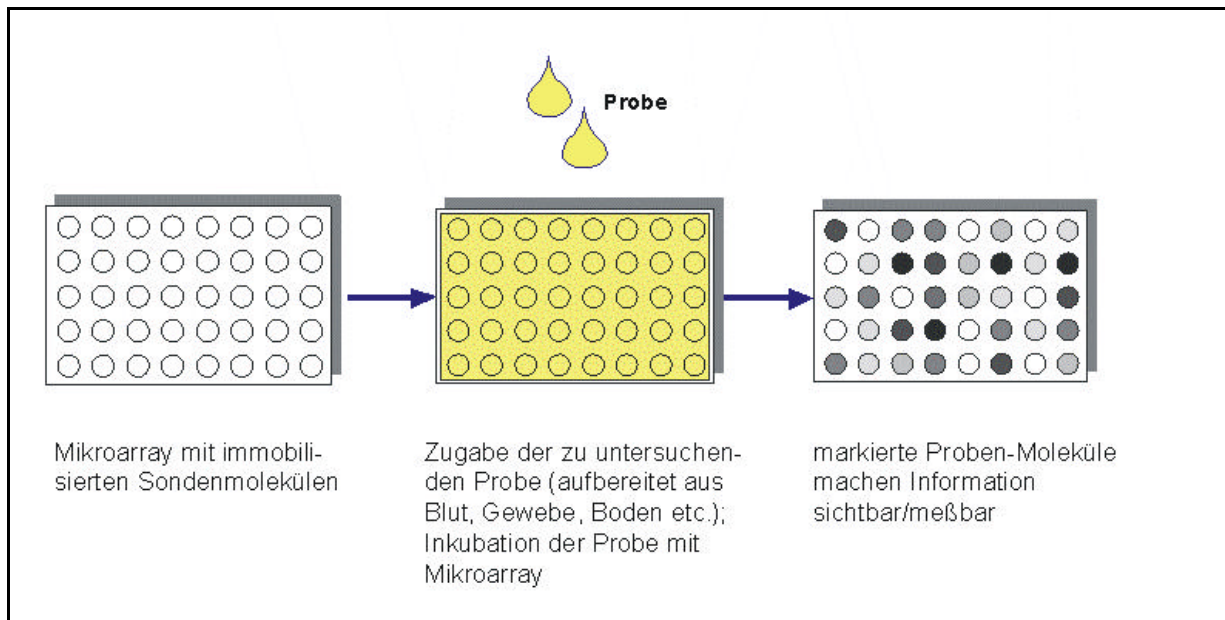 Probe
Mikroarray mit immobili-
sierten Sondenmolekülen
Zugabe der zu untersuchen-
den Probe (aufbereitet aus
Blut, Gewebe, Boden etc.);
Inkubation der Probe mit
Mikroarray
markierte Proben-Moleküle
machen Information
sichtbar/meßbar